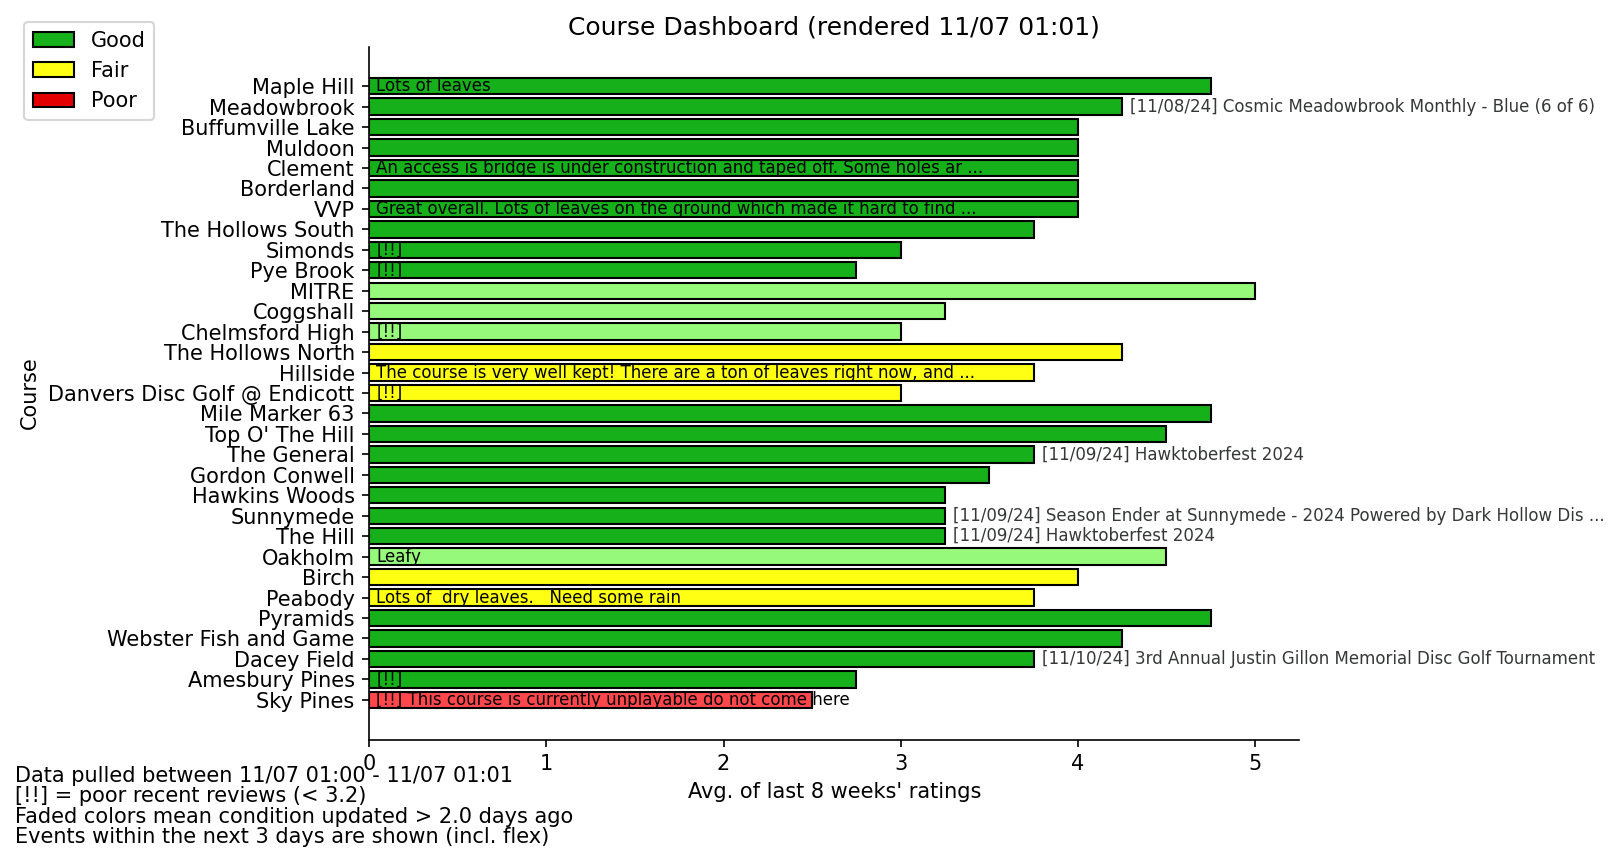 Course Dashboard (rendered 11/07 01:01)
Good
Fair
Poor
Course
Maple Hill Lots of leaves
Meadowbrook [11/08/24] Cosmic Meadowbrook Monthly - Blue (6 of 6)
Buffumville Lake
Muldoon
Clement An access is bridge is under construction and taped off. Some holes ar ...
Borderland
VVP Great overall. Lots of leaves on the ground which made it hard to find ...
The Hollows South
Simonds [!!]
Pye Brook [!!]
MITRE
Coggshall
Chelmsford High [!!]
The Hollows North
Hillside The course is very well kept! There are a ton of leaves right now, and ...
Danvers Disc Golf @ Endicott [!!]
Mile Marker 63
Top O' The Hill
The General [11/09/24] Hawktoberfest 2024
Gordon Conwell
Hawkins Woods
Sunnymede [11/09/24] Season Ender at Sunnymede - 2024 Powered by Dark Hollow Dis ...
The Hill [11/09/24] Hawktoberfest 2024
Oakholm Leafy
Birch
Peabody Lots of  dry leaves.   Need some rain
Pyramids
Webster Fish and Game
Dacey Field [11/10/24] 3rd Annual Justin Gillon Memorial Disc Golf Tournament
Amesbury Pines [!!]
Sky Pines [!!] This course is currently unplayable do not come here
0 1 2 3 4 5
Avg. of last 8 weeks' ratings
Data pulled between 11/07 01:00 - 11/07 01:01
[!!] = poor recent reviews (< 3.2)
Faded colors mean condition updated > 2.0 days ago
Events within the next 3 days are shown (incl. flex)